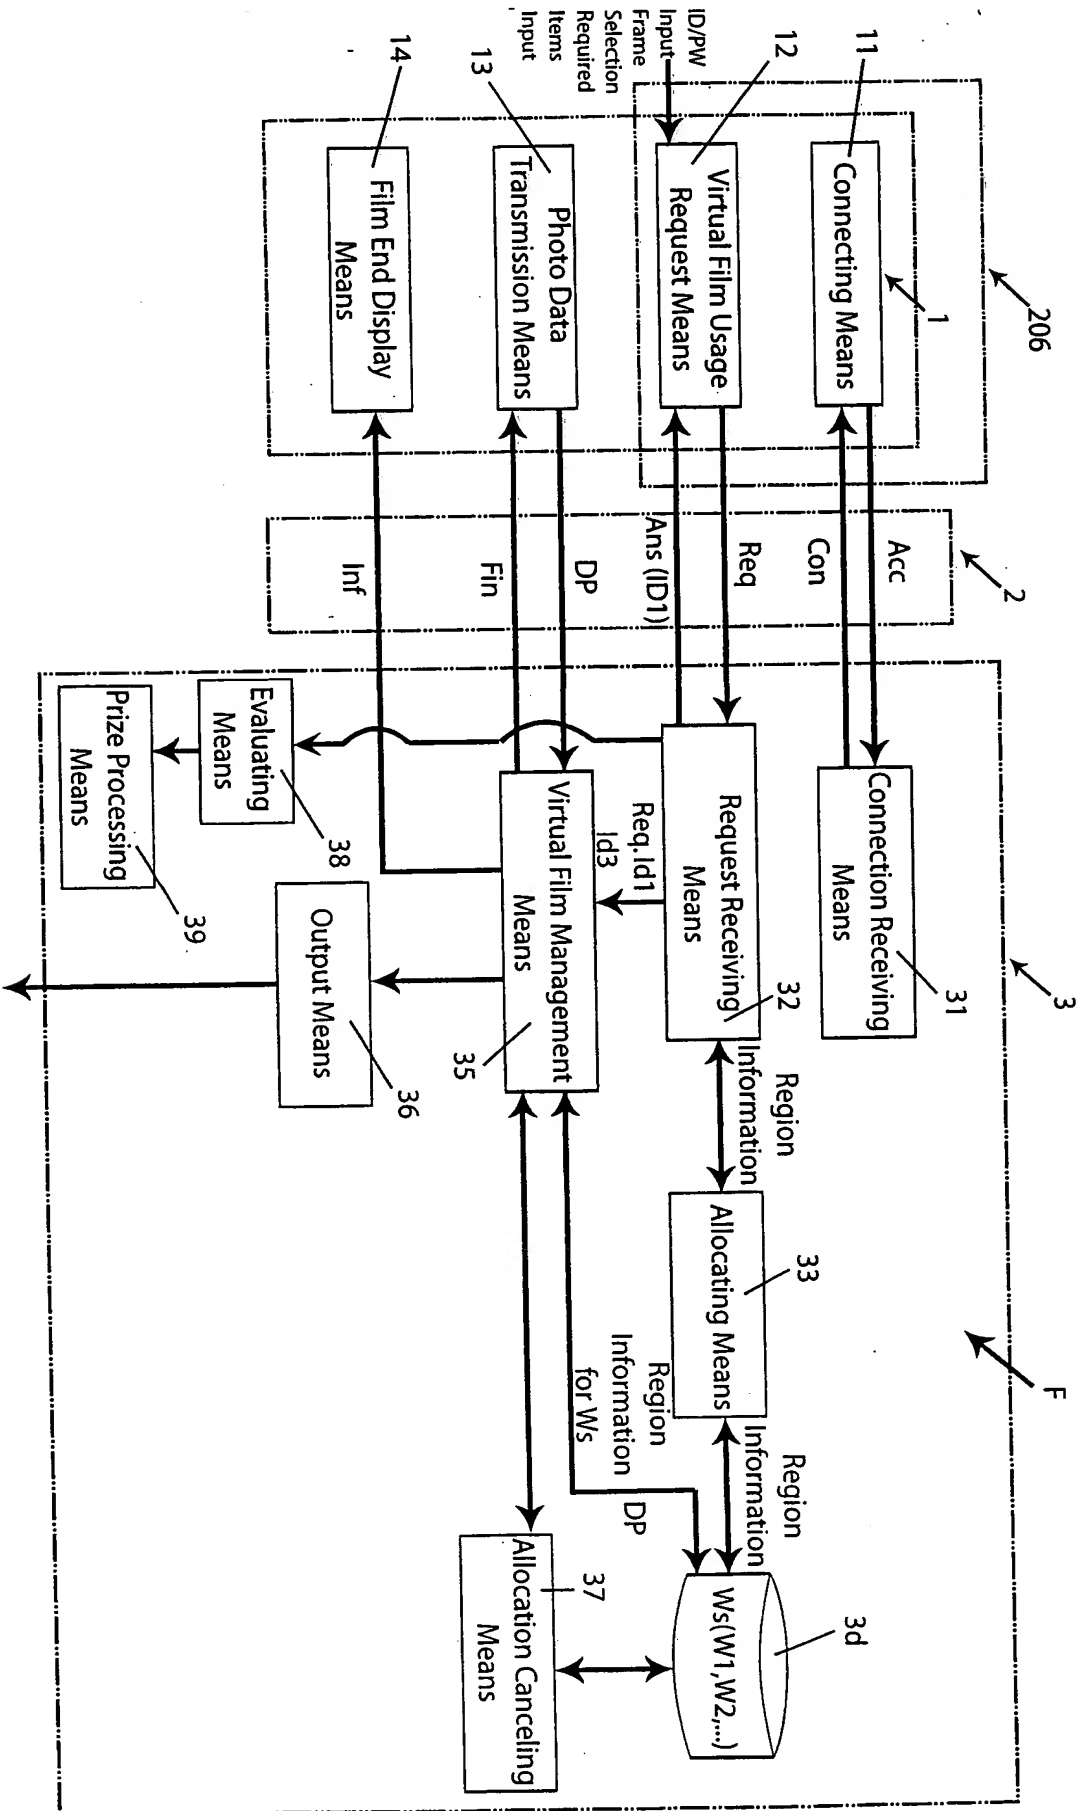 F
3
2
206
1
11
Connecting Means
Acc
Con
31
Connection Receiving
Means
12
ID/PW
Input
Frame
Selection
Required
Items
Input
Virtual Film Usage
Request Means
Req
Ans (ID1)
32
Request Receiving
Means
Region
Information
33
Allocating Means
Region
Information
3d
Ws(W1,W2,...)
Req.Id1
Id3
13
Photo Data
Transmission Means
DP
Fin
Virtual Film Management
Means
35
Region
Information
for Ws
DP
37
Allocation Canceling
Means
14
Film End Display
Means
Inf
Evaluating
Means
38
Output Means
36
Prize Processing
Means
39